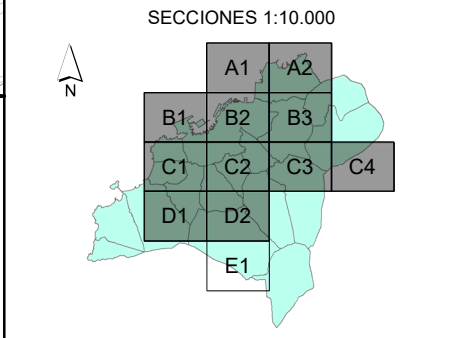 SECCIONES 1:10.000
N
A1 A2
B1 B2 B3
C1 C2 C3 C4
D1 D2
E1